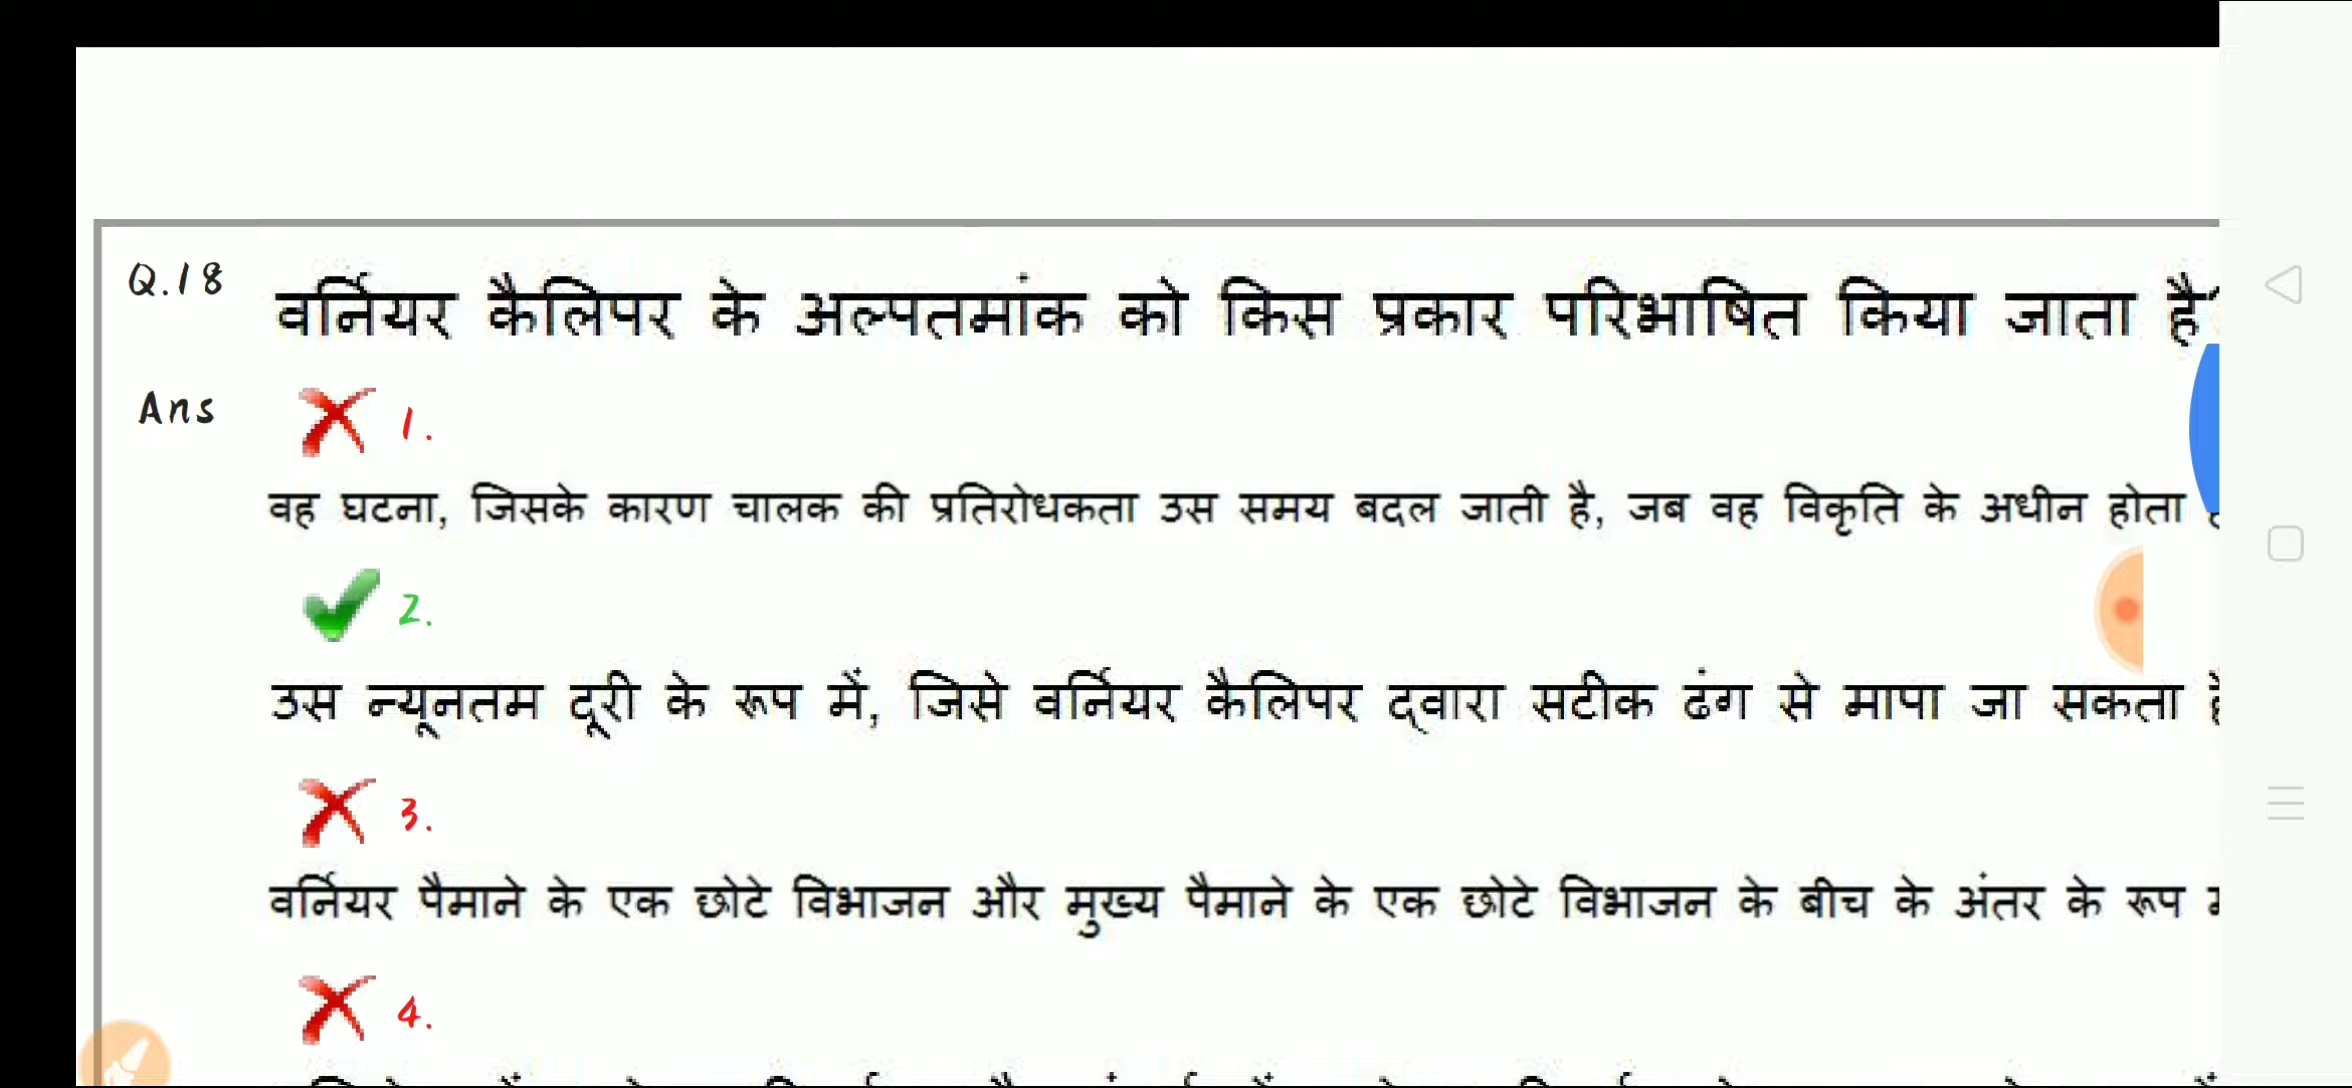 Q.18 वर्नियर कैलिपर के अल्पतमांक को किस प्रकार परिभाषित किया जाता है
Ans 1.
वह घटना, जिसके कारण चालक की प्रतिरोधकता उस समय बदल जाती है, जब वह विकृति के अधीन होता
2.
उस न्यूनतम दूरी के रूप में, जिसे वर्नियर कैलिपर द्वारा सटीक ढंग से मापा जा सकता
3.
वर्नियर पैमाने के एक छोटे विभाजन और मुख्य पैमाने के एक छोटे विभाजन के बीच के अंतर के रूप
4.